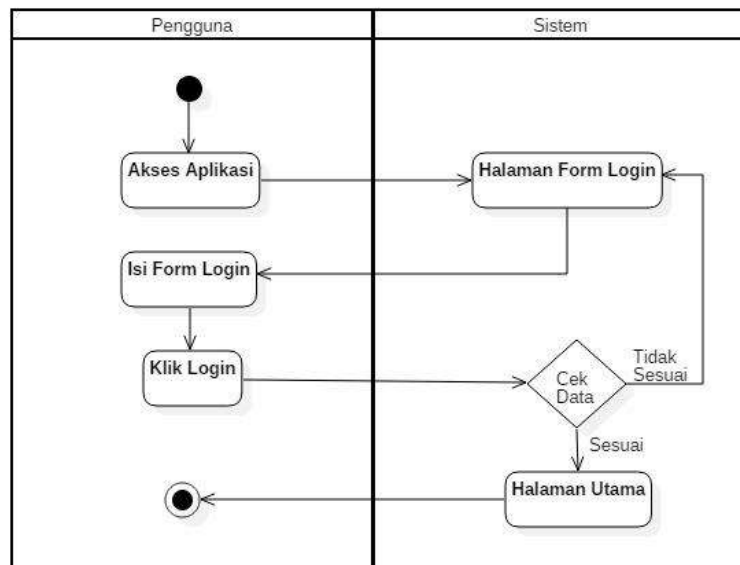 Pengguna
Sistem
Akses Aplikasi
Halaman Form Login
Isi Form Login
Klik Login
Cek
Data
Tidak
Sesuai
Sesuai
Halaman Utama